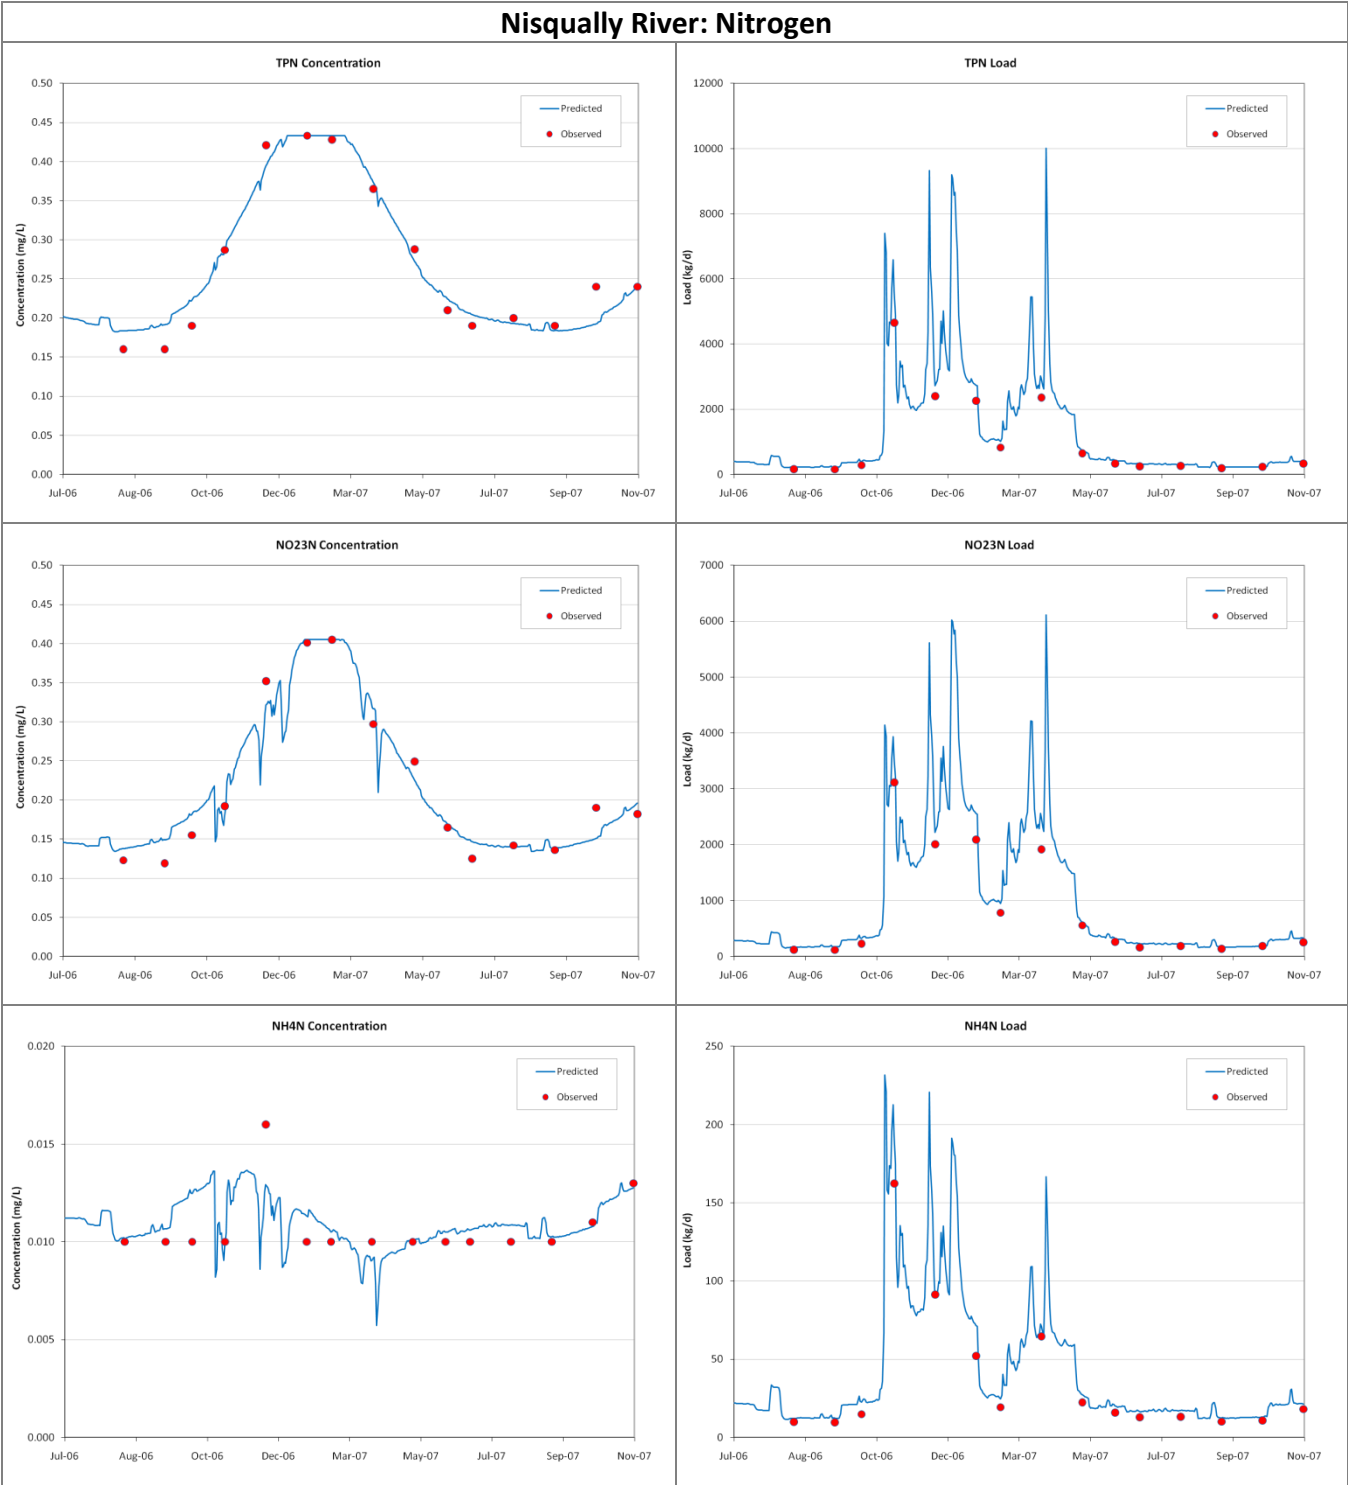 Nisqually River: Nitrogen
TPN Concentration
0.50
0.45
0.40
0.35
0.30
0.25
0.20
0.15
0.10
0.05
0.00
Concentration (mg/L)
Predicted
Observed
Jul-06 Aug-06 Oct-06 Dec-06 Mar-07 May-07 Jul-07 Sep-07 Nov-07
TPN Load
12000
10000
8000
6000
4000
2000
0
Load (kg/d)
Predicted
Observed
Jul-06 Aug-06 Oct-06 Dec-06 Mar-07 May-07 Jul-07 Sep-07 Nov-07
NO23N Concentration
0.50
0.45
0.40
0.35
0.30
0.25
0.20
0.15
0.10
0.05
0.00
Concentration (mg/L)
Predicted
Observed
Jul-06 Aug-06 Oct-06 Dec-06 Mar-07 May-07 Jul-07 Sep-07 Nov-07
NO23N Load
7000
6000
5000
4000
3000
2000
1000
0
Load (kg/d)
Predicted
Observed
Jul-06 Aug-06 Oct-06 Dec-06 Mar-07 May-07 Jul-07 Sep-07 Nov-07
NH4N Concentration
0.020
0.015
0.010
0.005
0.000
Concentration (mg/L)
Predicted
Observed
Jul-06 Aug-06 Oct-06 Dec-06 Mar-07 May-07 Jul-07 Sep-07 Nov-07
NH4N Load
250
200
150
100
50
0
Load (kg/d)
Predicted
Observed
Jul-06 Aug-06 Oct-06 Dec-06 Mar-07 May-07 Jul-07 Sep-07 Nov-07